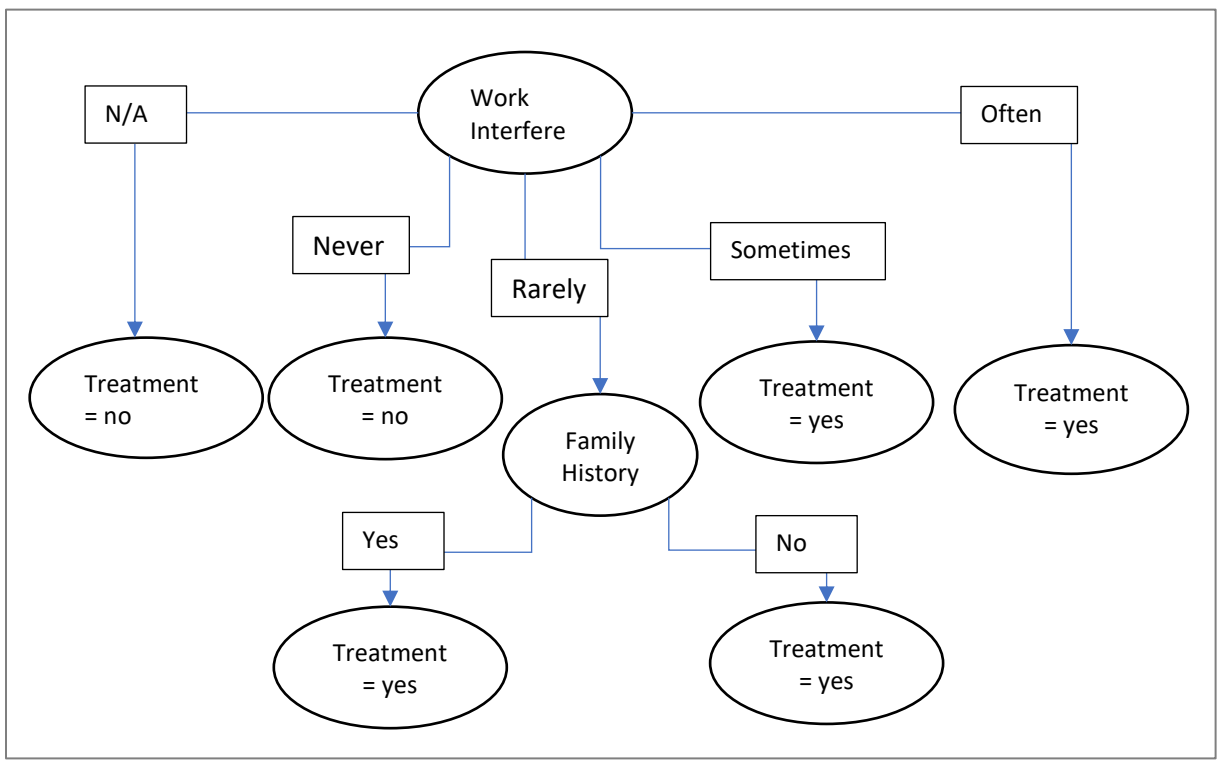 N/A
Work
Interfere
Often
Never
Rarely
Sometimes
Treatment
= no
Treatment
= no
Treatment
= yes
Treatment
= yes
Family
History
Yes
No
Treatment
= yes
Treatment
= yes